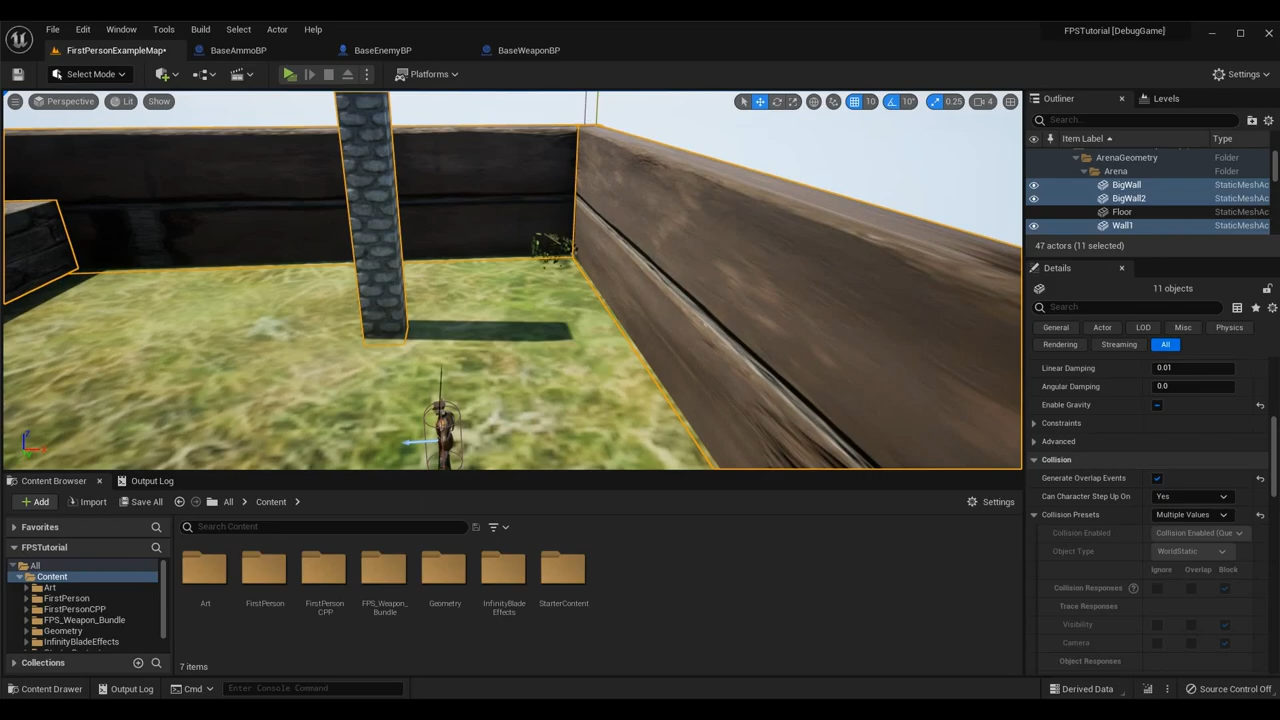 File Edit Window Tools Build Select Actor Help
FPSTutorial [DebugGame]
FirstPersonExampleMap• BaseAmmoBP BaseEnemyBP BaseWeaponBP
Select Mode Platforms Settings
Perspective Lit Show 10 10° 0.25 4
Outliner Levels
Search...
Item Label Type
ArenaGeometry Folder
Arena Folder
BigWall StaticMeshAc
BigWall2 StaticMeshAc
Floor StaticMeshAc
Wall1 StaticMeshAc
47 actors (11 selected)
Details
11 objects
Search
General Actor LOD Misc Physics
Rendering Streaming All
Linear Damping 0.01
Angular Damping 0.0
Enable Gravity
Constraints
Advanced
Collision
Generate Overlap Events
Can Character Step Up On Yes
Collision Presets Multiple Values
Collision Enabled Collision Enabled (Que
Object Type WorldStatic
Ignore Overlap Block
Collision Responses ?
Trace Responses
Visibility
Camera
Object Responses
Content Browser Output Log
Add Import Save All All Content Settings
Favorites
Search Content
FPSTutorial
All
Content
Art
FirstPerson
FirstPersonCPP
FPS_Weapon_Bundle
Geometry
InfinityBladeEffects
Collections
Art FirstPerson FirstPerson CPP FPS_Weapon_ Bundle Geometry InfinityBlade Effects StarterContent
7 items
Content Drawer Output Log Cmd Enter Console Command Derived Data Source Control Off